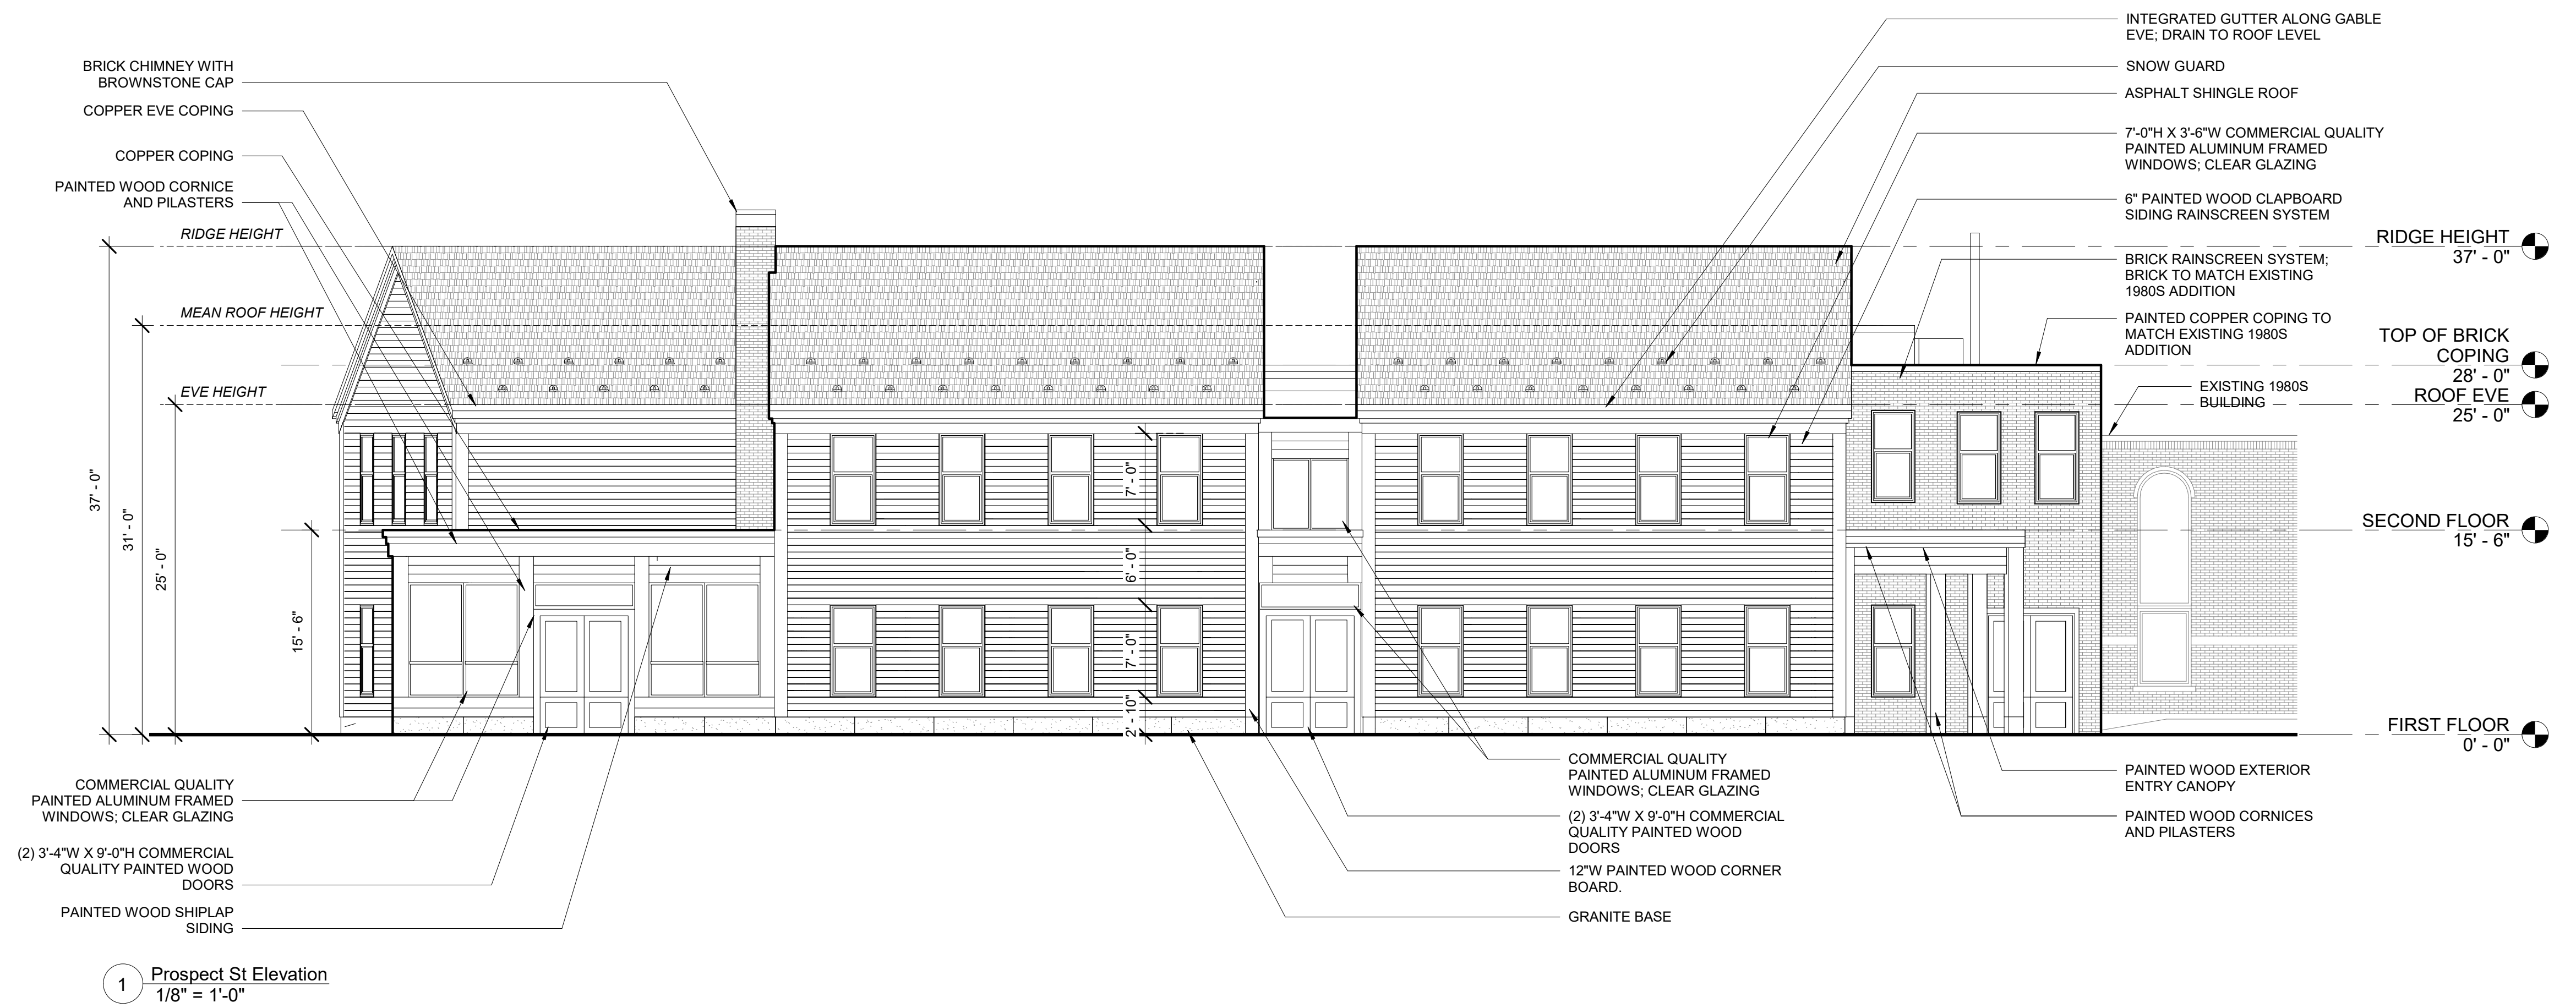 BRICK CHIMNEY WITH
BROWNSTONE CAP
COPPER EVE COPING
COPPER COPING
PAINTED WOOD CORNICE
AND PILASTERS
RIDGE HEIGHT
MEAN ROOF HEIGHT
EVE HEIGHT
37' - 0"
31' - 0"
25' - 0"
15' - 6"
COMMERCIAL QUALITY
PAINTED ALUMINUM FRAMED
WINDOWS; CLEAR GLAZING
(2) 3'-4"W X 9'-0"H COMMERCIAL
QUALITY PAINTED WOOD
DOORS
PAINTED WOOD SHIPLAP
SIDING
7' - 0"
6' - 0"
7' - 0"
2' - 10"
COMMERCIAL QUALITY
PAINTED ALUMINUM FRAMED
WINDOWS; CLEAR GLAZING
(2) 3'-4"W X 9'-0"H COMMERCIAL
QUALITY PAINTED WOOD
DOORS
12"W PAINTED WOOD CORNER
BOARD.
GRANITE BASE
INTEGRATED GUTTER ALONG GABLE
EVE; DRAIN TO ROOF LEVEL
SNOW GUARD
ASPHALT SHINGLE ROOF
7'-0"H X 3'-6"W COMMERCIAL QUALITY
PAINTED ALUMINUM FRAMED
WINDOWS; CLEAR GLAZING
6" PAINTED WOOD CLAPBOARD
SIDING RAINSCREEN SYSTEM
BRICK RAINSCREEN SYSTEM;
BRICK TO MATCH EXISTING
1980S ADDITION
PAINTED COPPER COPING TO
MATCH EXISTING 1980S
ADDITION
EXISTING 1980S
BUILDING
PAINTED WOOD EXTERIOR
ENTRY CANOPY
PAINTED WOOD CORNICES
AND PILASTERS
RIDGE HEIGHT
37' - 0"
TOP OF BRICK
COPING
28' - 0"
ROOF EVE
25' - 0"
SECOND FLOOR
15' - 6"
FIRST FLOOR
0' - 0"
1
Prospect St Elevation
1/8" = 1'-0"